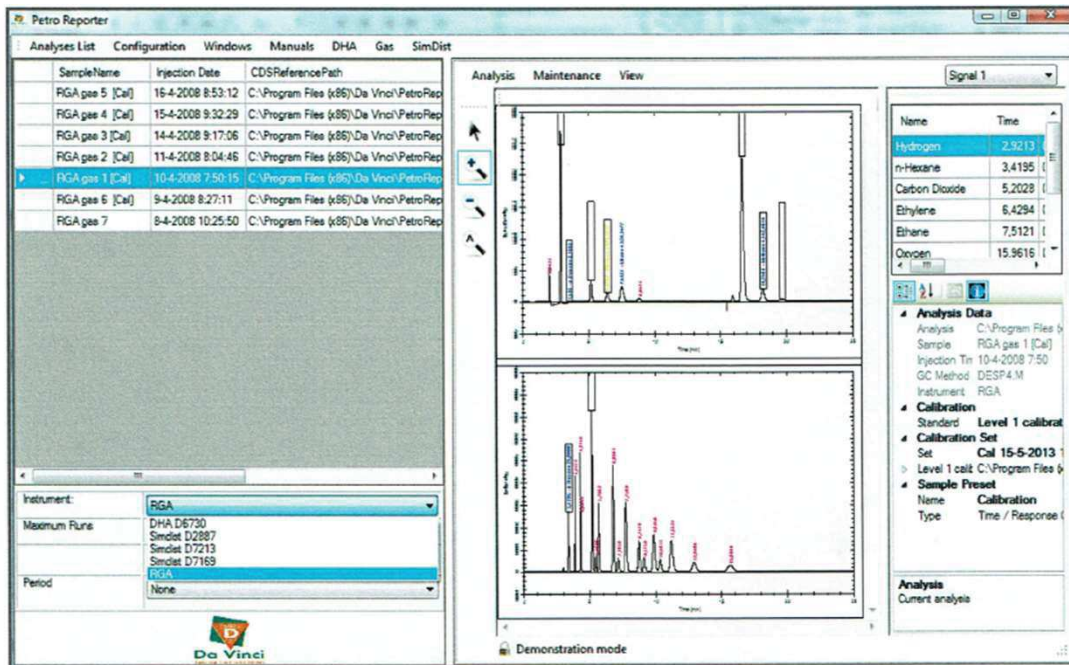 Petro Reporter
Analyses List Configuration Windows Manuals DHA Gas SimDist
SampleName Injection Date CDSReferencePath
RGA gas 5 [Cal] 16-4-2008 8:53:12 C:\Program Files (x86)\Da Vinci\PetroRep
RGA gas 4 [Cal] 15-4-2008 9:32:29 C:\Program Files (x86)\Da Vinci\PetroRep
RGA gas 3 [Cal] 14-4-2008 9:17:06 C:\Program Files (x86)\Da Vinci\PetroRep
RGA gas 2 [Cal] 11-4-2008 8:04:46 C:\Program Files (x86)\Da Vinci\PetroRep
RGA gas 1 [Cal] 10-4-2008 7:50:15 C:\Program Files (x86)\Da Vinci\PetroRep
RGA gas 6 [Cal] 9-4-2008 8:27:11 C:\Program Files (x86)\Da Vinci\PetroRep
RGA gas 7 8-4-2008 10:25:50 C:\Program Files (x86)\Da Vinci\PetroRep
Instrument: RGA
DHA D6730
Simdist D2887
Simdist D7213
Simdist D7169
RGA
Maximum Runs
Period None
D
Da Vinci
Analysis Maintenance View
Signal 1
Time [min]
Time [min]
Demonstration mode
Name Time
Hydrogen 2,9213
n-Hexane 3,4195
Carbon Dioxide 5,2028
Ethylene 6,4294
Ethane 7,5121
Oxygen 15,9616
Analysis Data
Analysis C:\Program Files (x
Sample RGA gas 1 [Cal]
Injection Tim 10-4-2008 7:50
GC Method DESP4.M
Instrument RGA
Calibration
Standard Level 1 calibrat
Calibration Set
Set Cal 15-5-2013 1
Level 1 calib C:\Program Files (x
Sample Preset
Name Calibration
Type Time / Response
Analysis
Current analysis